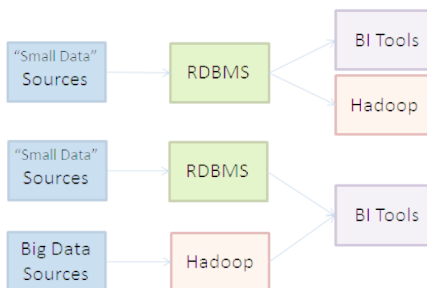 “Small Data”
Sources
RDBMS
BI Tools
Hadoop
“Small Data”
Sources
RDBMS
BI Tools
Big Data
Sources
Hadoop